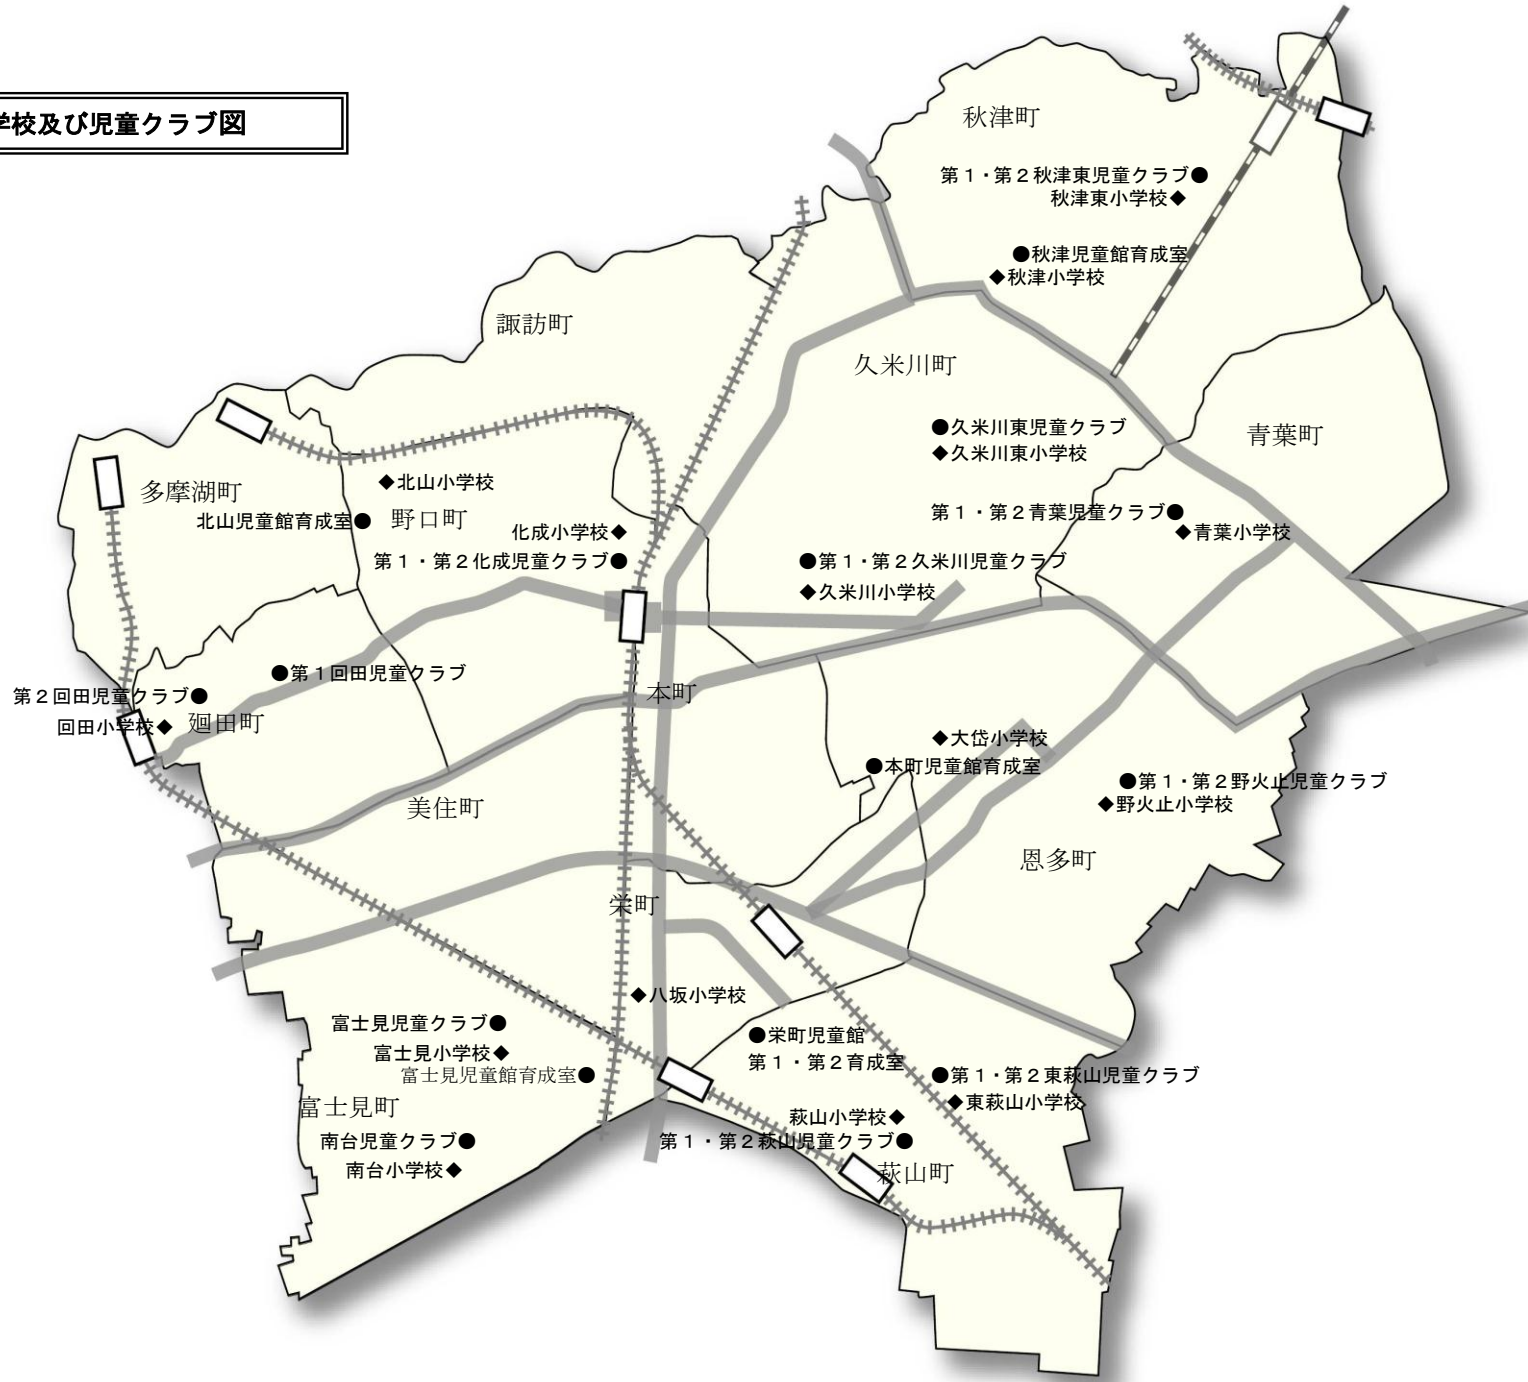 学校及び児童クラブ図
秋津町
第1・第2秋津東児童クラブ●
秋津東小学校◆
●秋津児童館育成室
◆秋津小学校
諏訪町
久米川町
●久米川東児童クラブ
◆久米川東小学校
青葉町
多摩湖町
◆北山小学校
北山児童館育成室●
野口町
化成小学校◆
第1・第2化成児童クラブ●
第1・第2青葉児童クラブ●
◆青葉小学校
●第1・第2久米川児童クラブ
◆久米川小学校
●第1回田児童クラブ
第2回田児童クラブ●
回田小学校◆
廻田町
本町
◆大岱小学校
●本町児童館育成室
●第1・第2野火止児童クラブ
◆野火止小学校
美住町
恩多町
栄町
◆八坂小学校
富士見児童クラブ●
富士見小学校◆
富士見児童館育成室●
●栄町児童館
第1・第2育成室
●第1・第2東萩山児童クラブ
◆東萩山小学校
富士見町
萩山小学校◆
第1・第2萩山児童クラブ●
南台児童クラブ●
南台小学校◆
萩山町